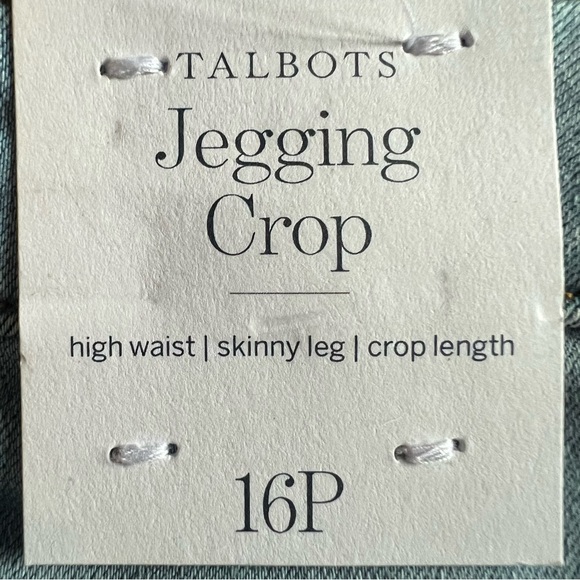 TALBOTS
Jegging
Crop
high waist | skinny leg | crop length
16P